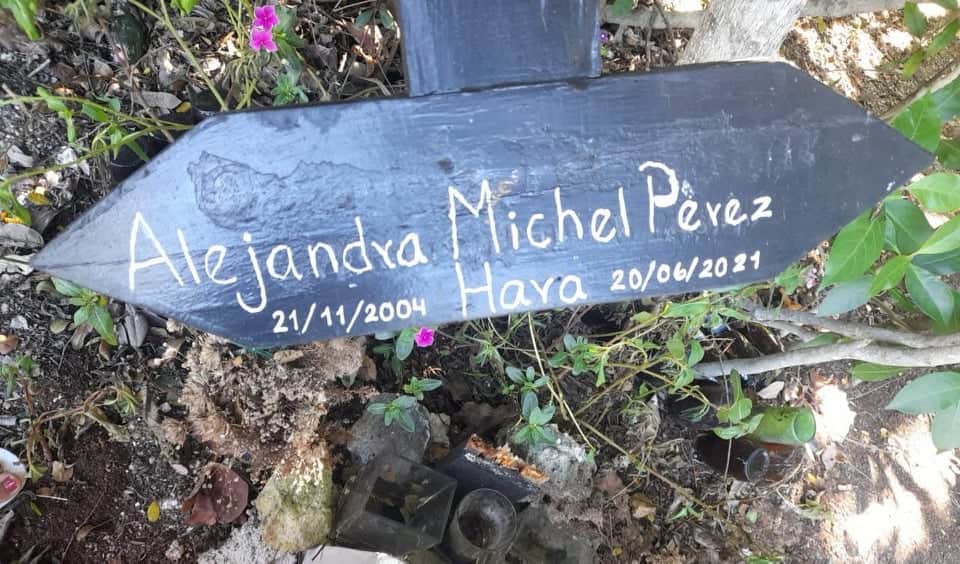 Alejandra Michel Pérez
21/11/2004 Hara 20/06/2021